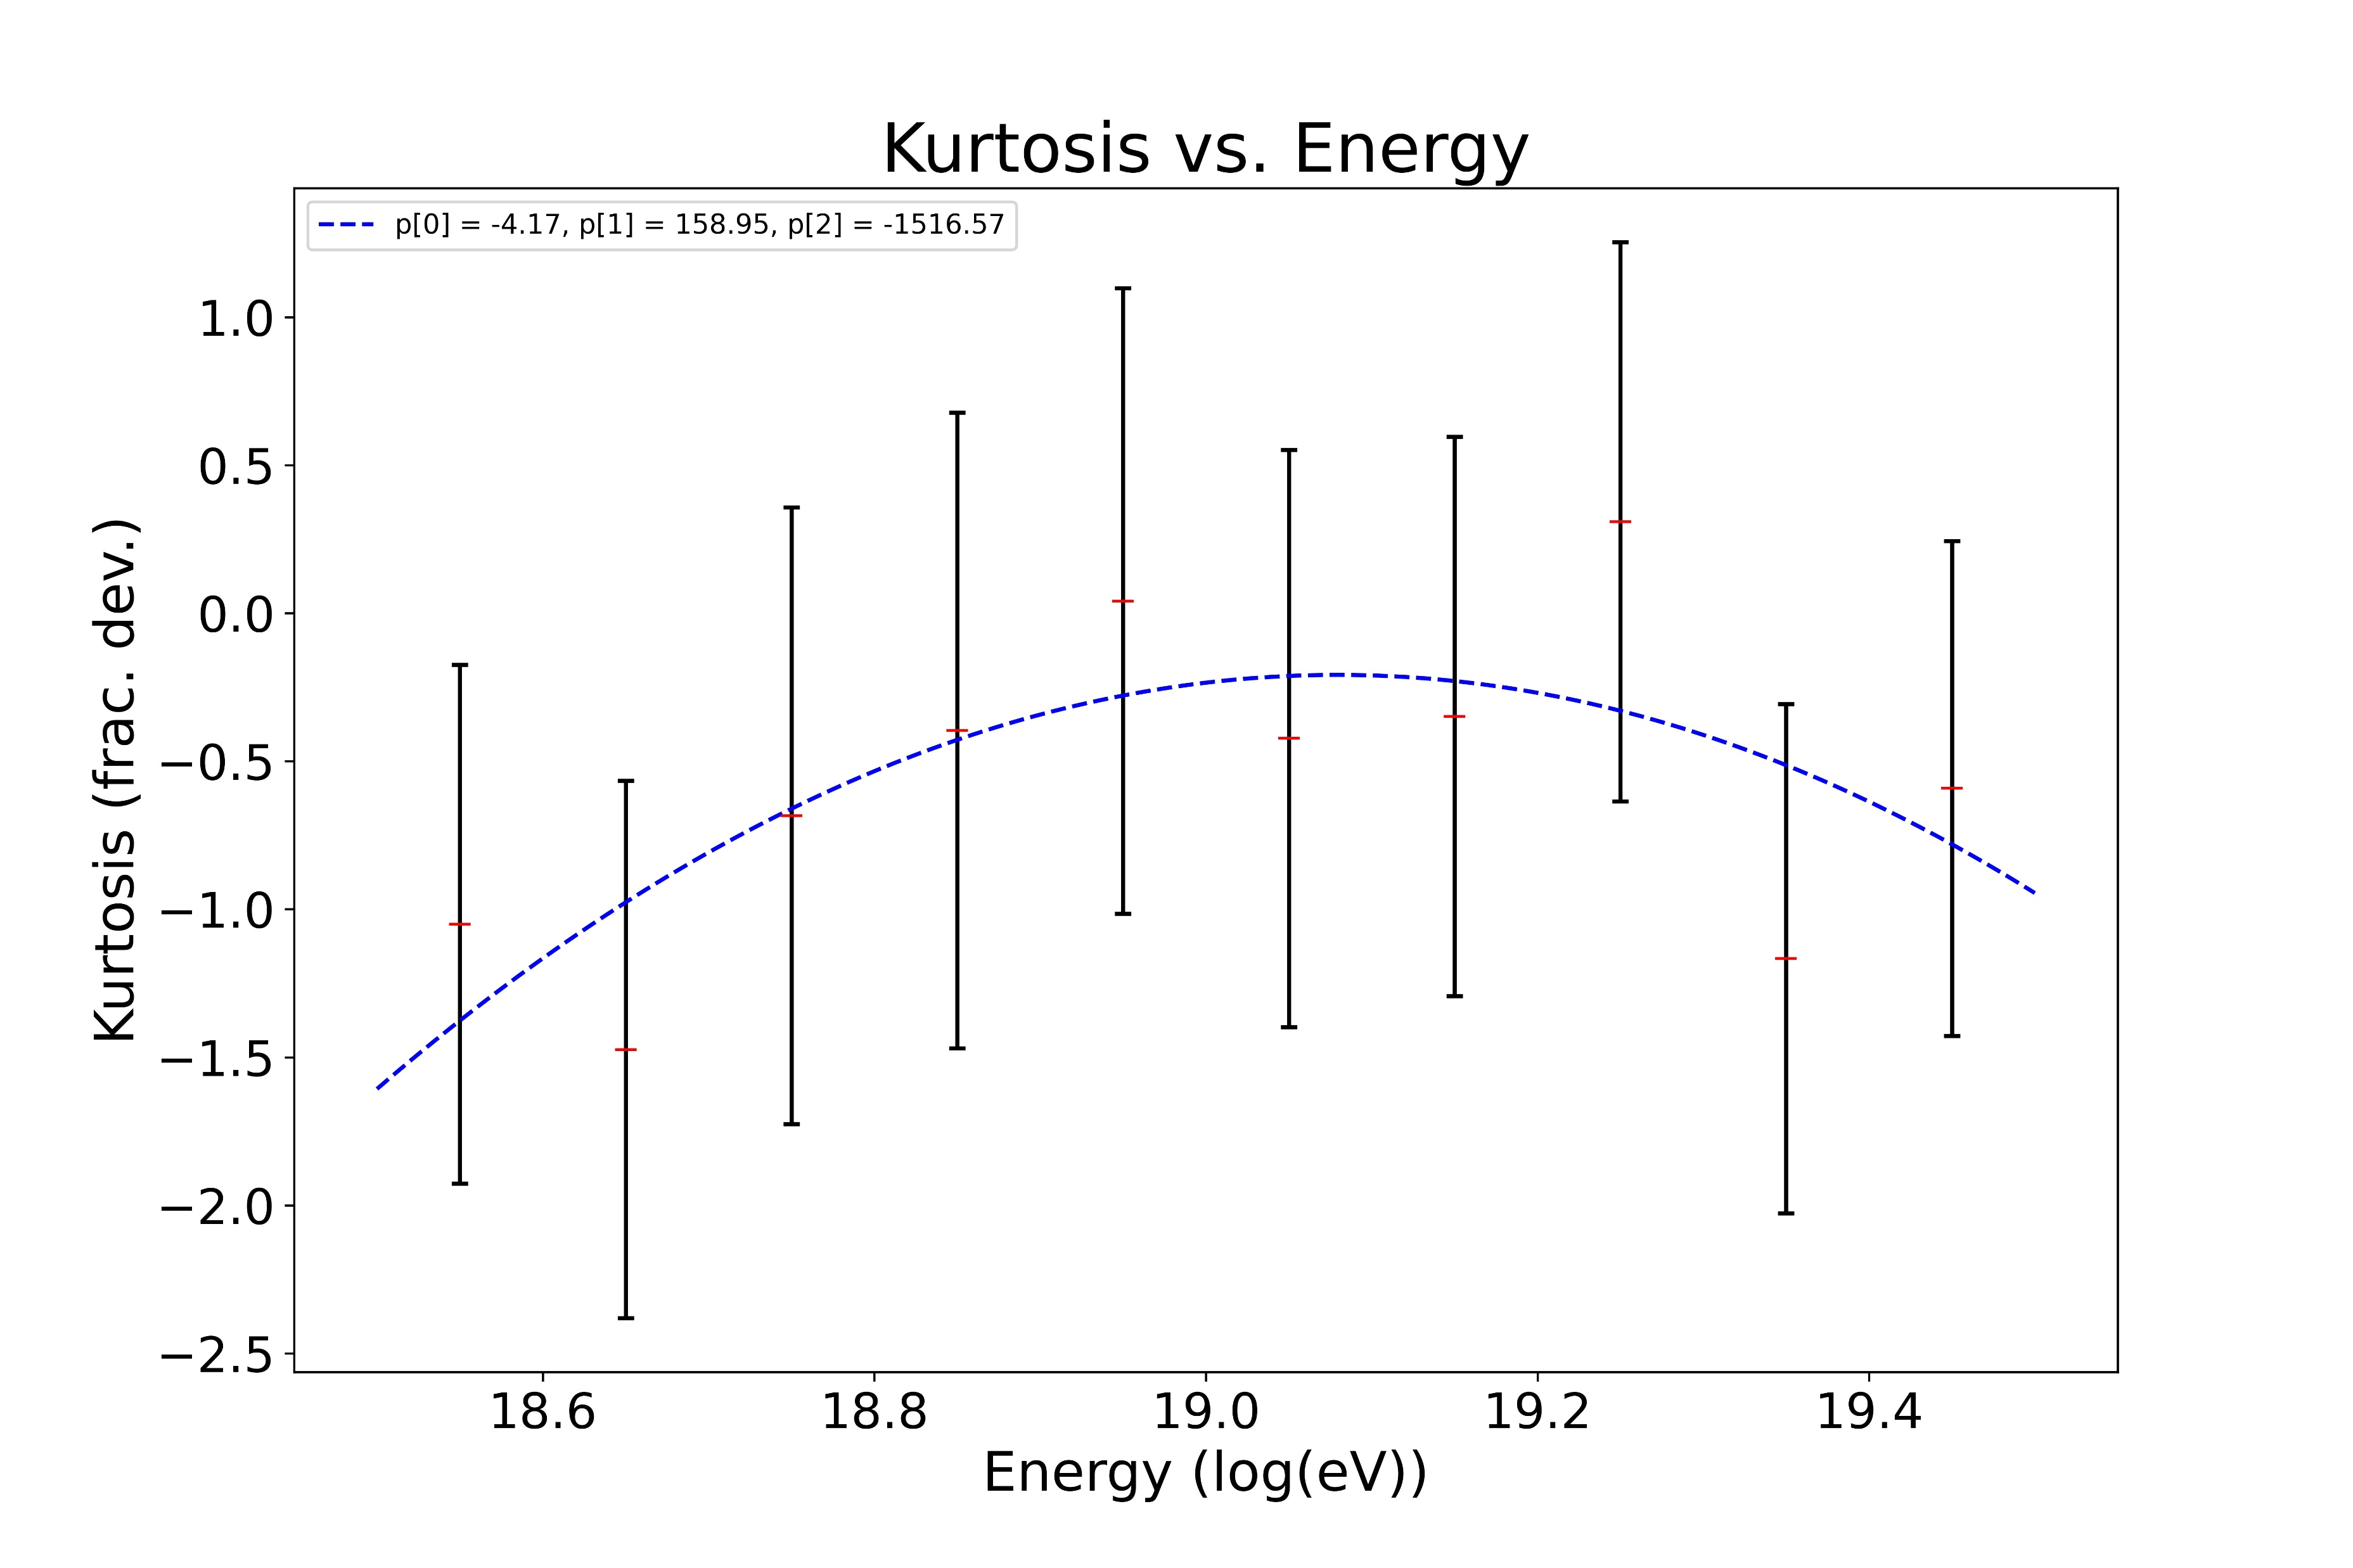 Kurtosis vs. Energy
p[0] = -4.17, p[1] = 158.95, p[2] = -1516.57
1.0
0.5
0.0
−0.5
−1.0
−1.5
−2.0
−2.5
Kurtosis (frac. dev.)
18.6 18.8 19.0 19.2 19.4
Energy (log(eV))